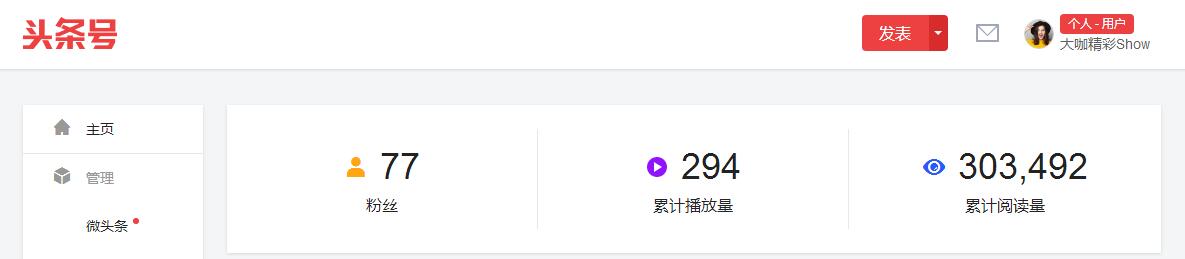 头条号
发表
个人 - 用户
大咖精彩Show
主页
管理
微头条
77
粉丝
294
累计播放量
303,492
累计阅读量